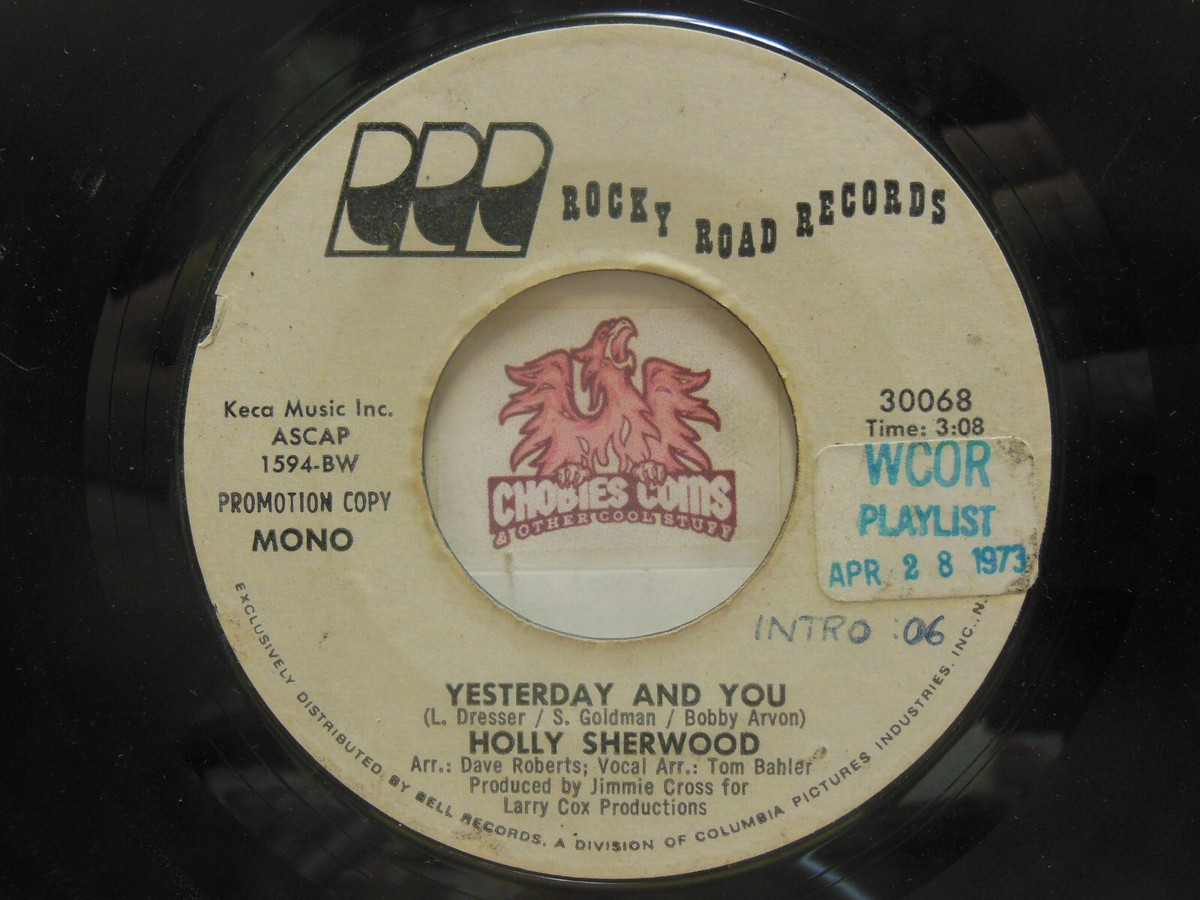 RRR
ROCKY ROAD RECORDS
Keca Music Inc.
ASCAP
1594-BW
PROMOTION COPY
MONO
CHOBIES COINS
& OTHER COOL STUFF
30068
Time: 3:08
WCOR
PLAYLIST
APR 28 1973
INTRO :06
YESTERDAY AND YOU
(L. Dresser / S. Goldman / Bobby Arvon)
HOLLY SHERWOOD
Arr.: Dave Roberts; Vocal Arr.: Tom Bahler
Produced by Jimmie Cross for
Larry Cox Productions
EXCLUSIVELY DISTRIBUTED BY BELL RECORDS, A DIVISION OF COLUMBIA PICTURES INDUSTRIES, INC., N.